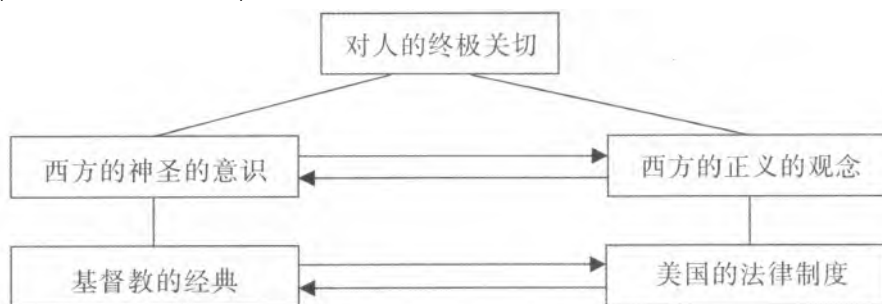 对人的终极关切
西方的神圣的意识
西方的正义的观念
基督教的经典
美国的法律制度